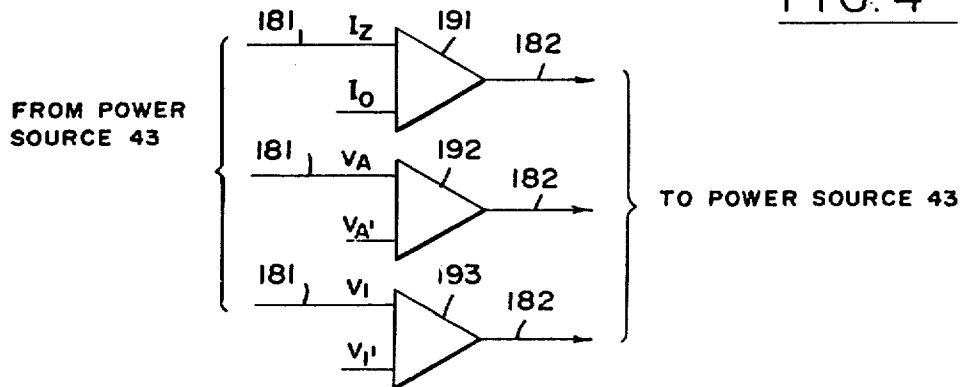 FIG. 4
181 IZ 191 182
IO
FROM POWER
SOURCE 43
181 VA 192 182
VA'
TO POWER SOURCE 43
181 VI 193 182
VI'